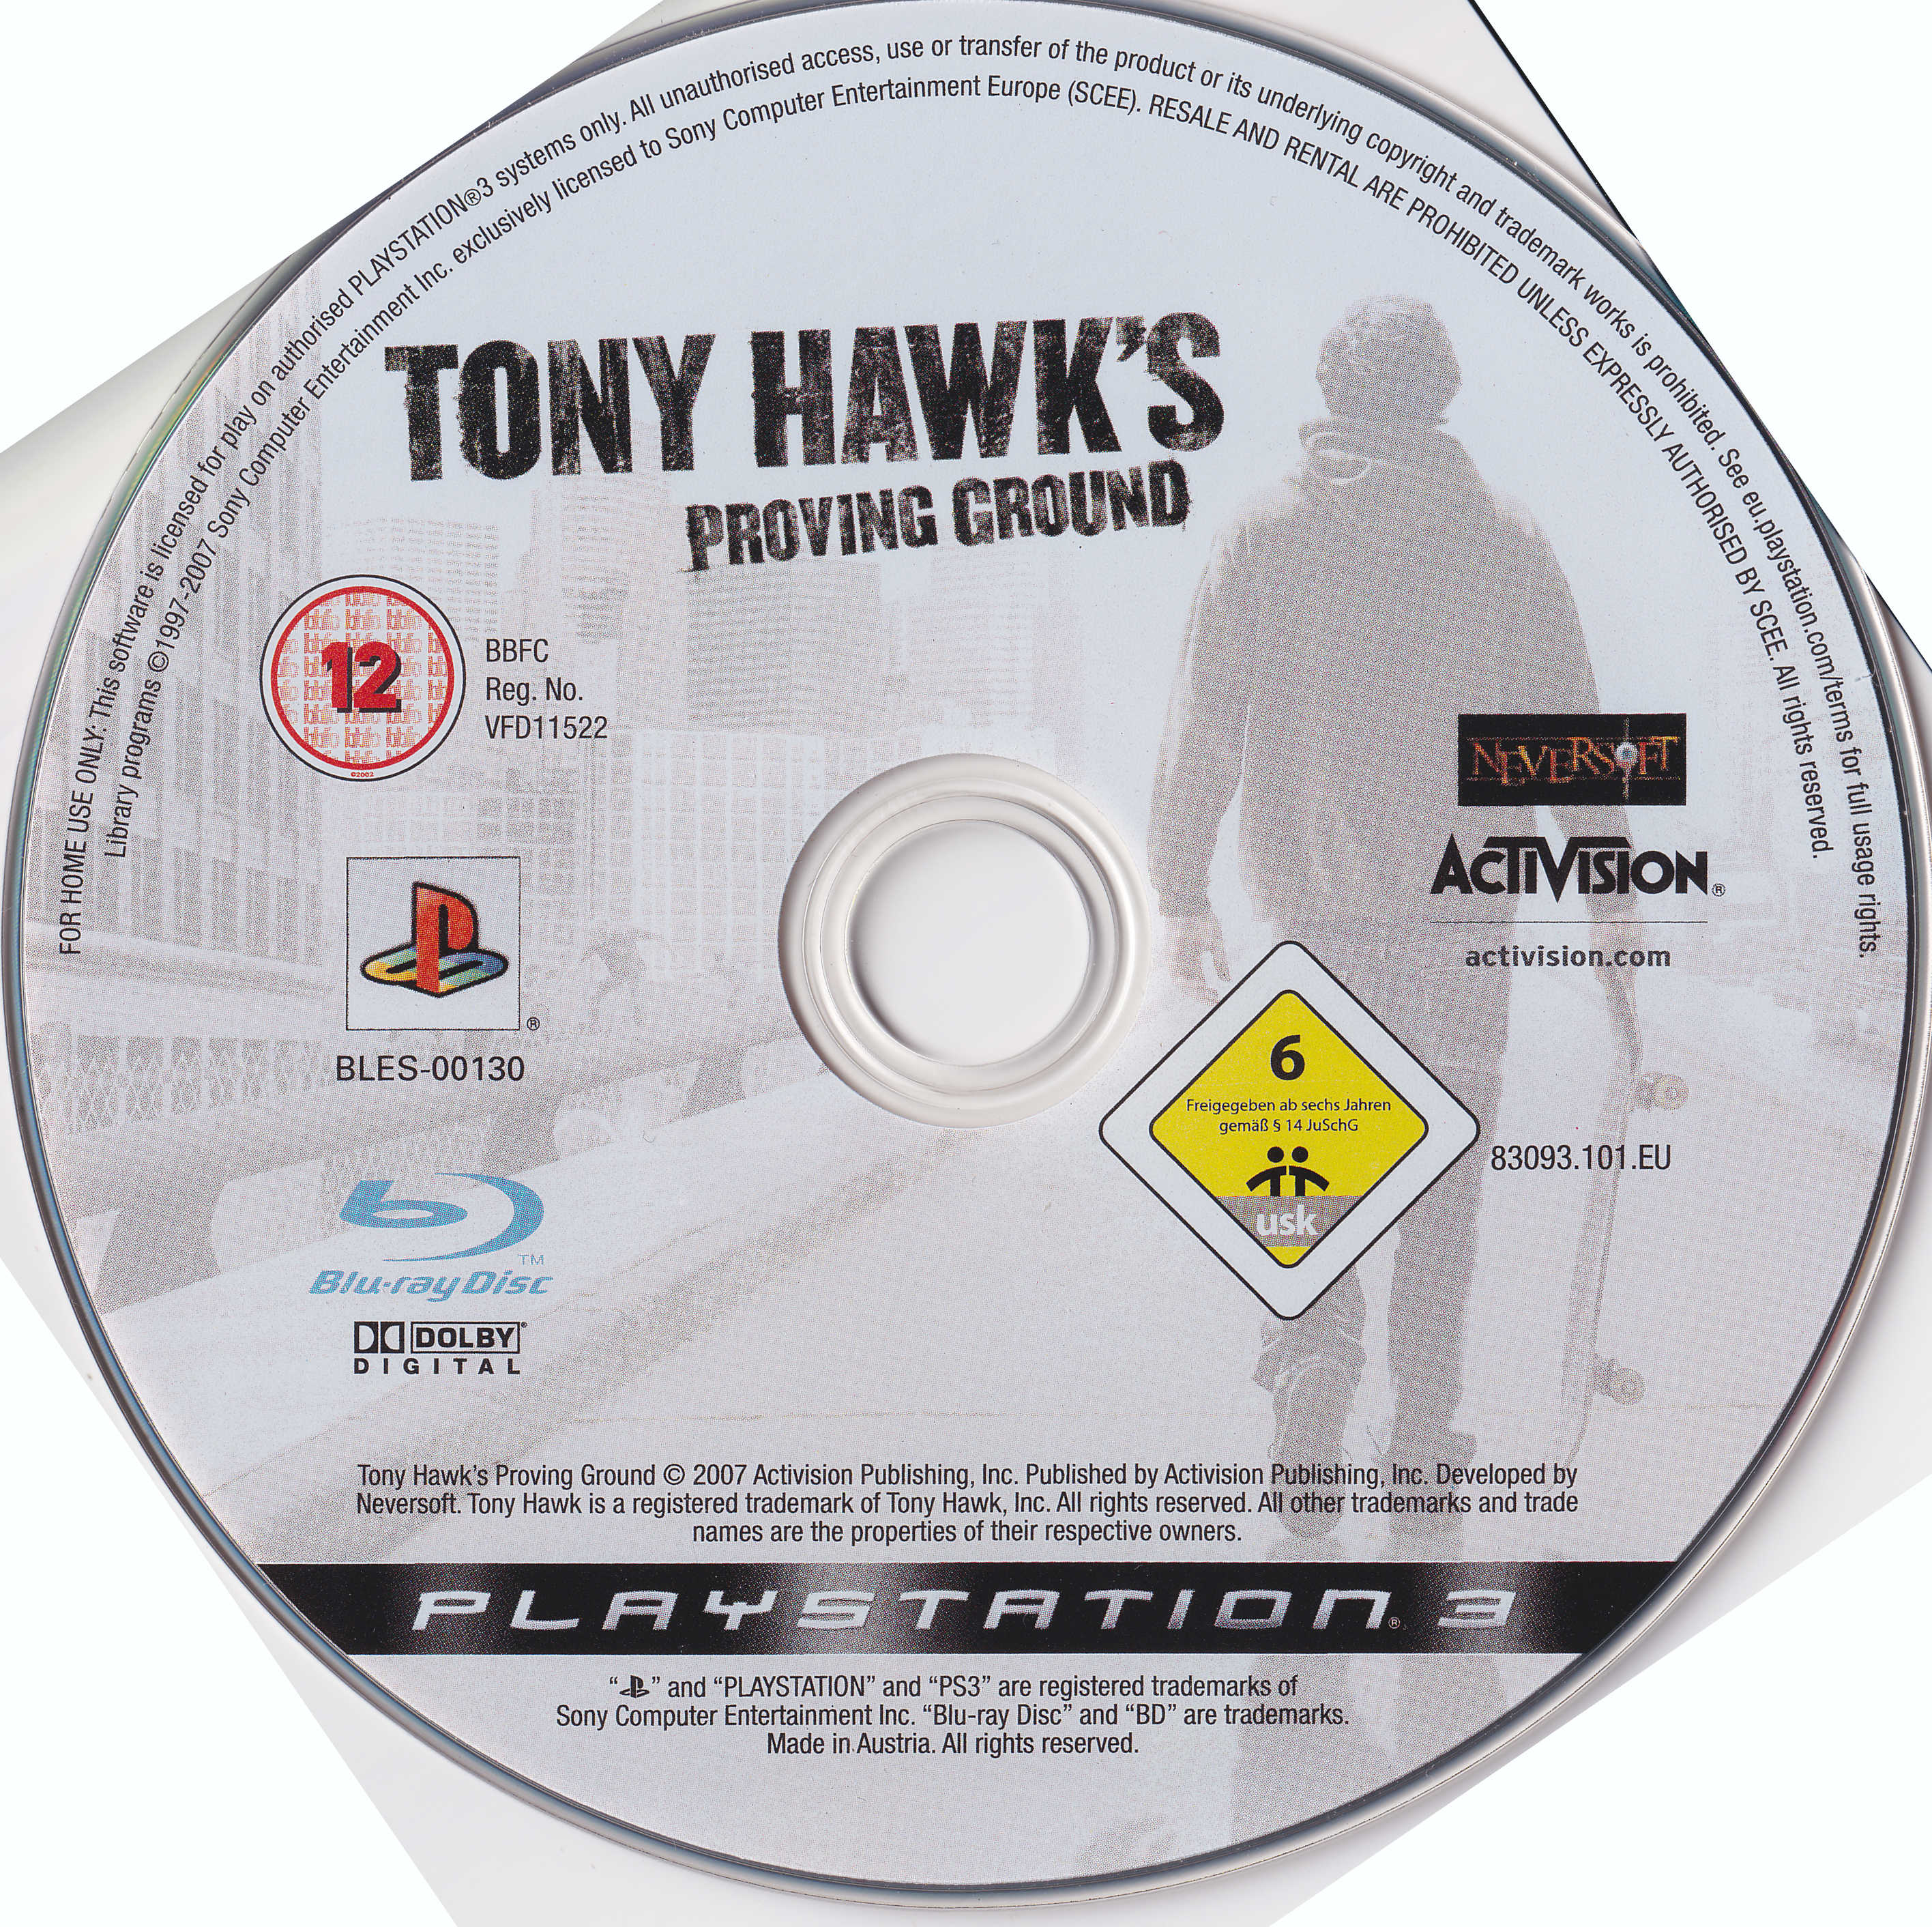 FOR HOME USE ONLY: This software is licensed for play on authorised PLAYSTATION®3 systems only. All unauthorised access, use or transfer of the product or its underlying copyright and trademark works is prohibited. See eu.playstation.com/terms for full usage rights.
Library programs ©1997-2007 Sony Computer Entertainment Inc. exclusively licensed to Sony Computer Entertainment Europe (SCEE). RESALE AND RENTAL ARE PROHIBITED UNLESS EXPRESSLY AUTHORISED BY SCEE. All rights reserved.
TONY HAWK'S
PROVING GROUND
12
©2002
BBFC
Reg. No.
VFD11522
NEVERSOFT
ACTIVISION®
activision.com
®
BLES-00130
6
Freigegeben ab sechs Jahren
gemäß § 14 JuSchG
usk
83093.101.EU
TM
Blu-ray Disc
DOLBY®
DIGITAL
Tony Hawk's Proving Ground © 2007 Activision Publishing, Inc. Published by Activision Publishing, Inc. Developed by
Neversoft. Tony Hawk is a registered trademark of Tony Hawk, Inc. All rights reserved. All other trademarks and trade
names are the properties of their respective owners.
PLAYSTATION®3
“ ” and “PLAYSTATION” and “PS3” are registered trademarks of
Sony Computer Entertainment Inc. “Blu-ray Disc” and “BD” are trademarks.
Made in Austria. All rights reserved.